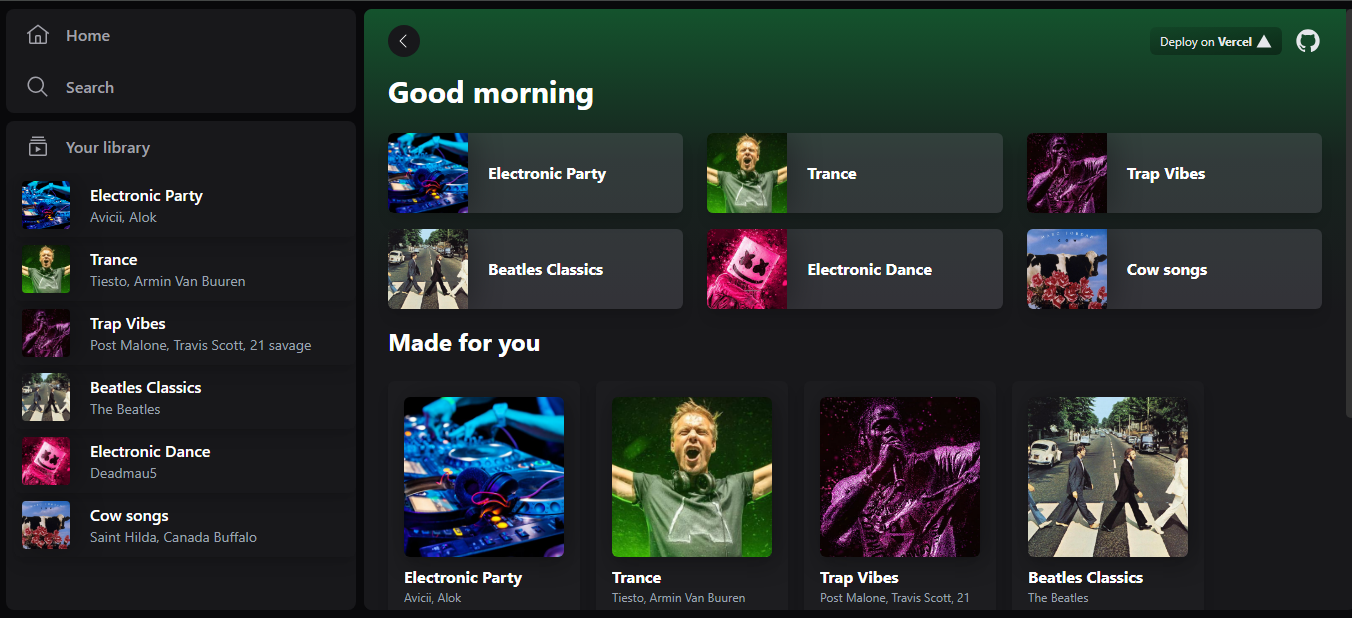 Home
Search
Your library
Electronic Party
Avicii, Alok
Trance
Tiesto, Armin Van Buuren
Trap Vibes
Post Malone, Travis Scott, 21 savage
Beatles Classics
The Beatles
Electronic Dance
Deadmau5
Cow songs
Saint Hilda, Canada Buffalo
Deploy on Vercel
Good morning
Electronic Party
Trance
Trap Vibes
Beatles Classics
Electronic Dance
Cow songs
Made for you
Electronic Party
Avicii, Alok
Trance
Tiesto, Armin Van Buuren
Trap Vibes
Post Malone, Travis Scott, 21
Beatles Classics
The Beatles